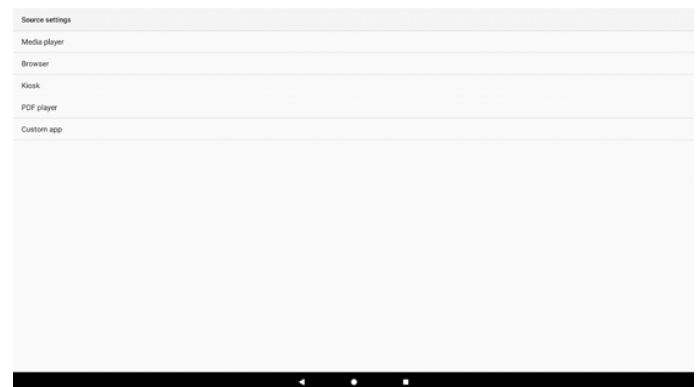 Source settings
Media player
Browser
Kiosk
PDF player
Custom app